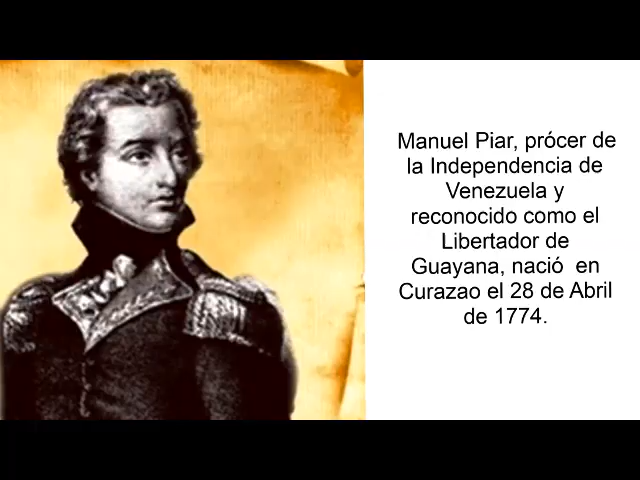 Manuel Piar, prócer de
la Independencia de
Venezuela y
reconocido como el
Libertador de
Guayana, nació en
Curazao el 28 de Abril
de 1774.